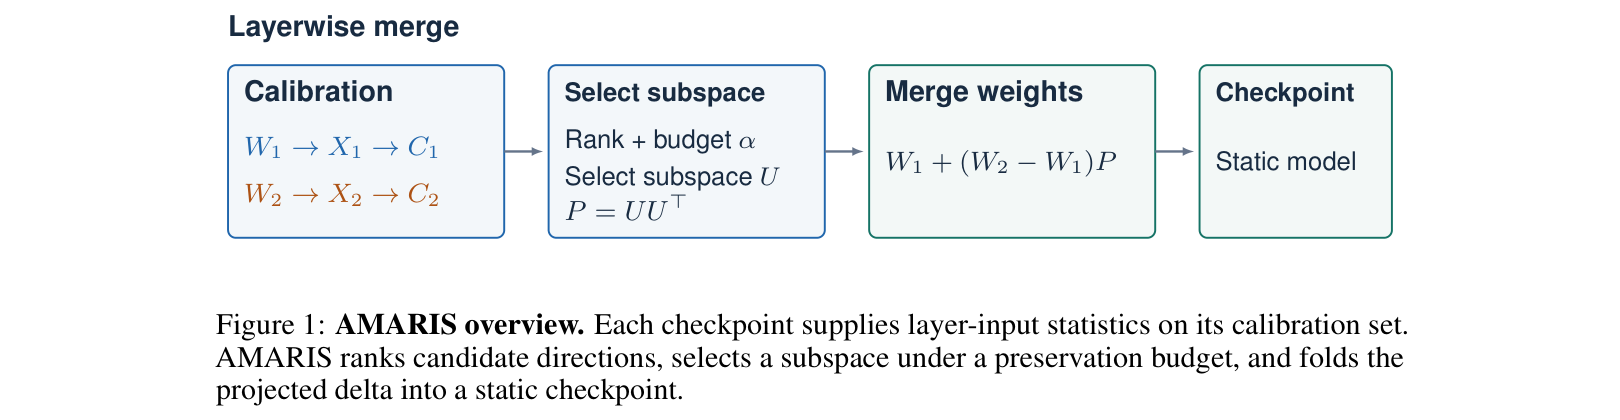 Layerwise merge
Calibration
W₁ → X₁ → C₁
W₂ → X₂ → C₂
Select subspace
Rank + budget α
Select subspace U
P = UU⊤
Merge weights
W₁ + (W₂ − W₁)P
Checkpoint
Static model
Figure 1: AMARIS overview. Each checkpoint supplies layer-input statistics on its calibration set.
AMARIS ranks candidate directions, selects a subspace under a preservation budget, and folds the
projected delta into a static checkpoint.